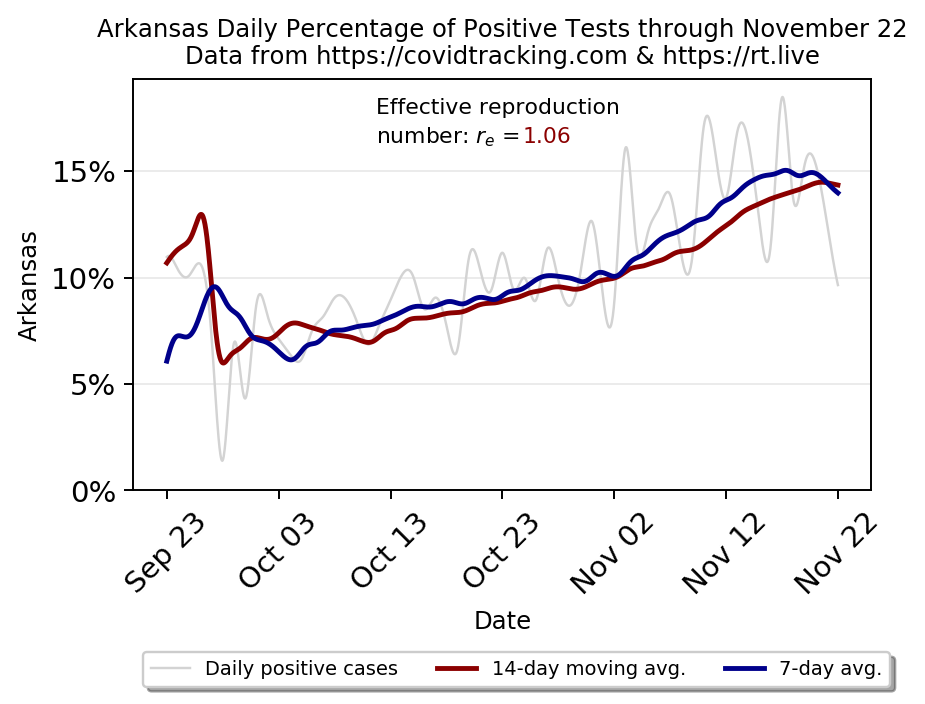 Arkansas Daily Percentage of Positive Tests through November 22
Data from https://covidtracking.com & https://rt.live
Effective reproduction
number: rₑ =1.06
15%
10%
5%
0%
Arkansas
Sep 23
Oct 03
Oct 13
Oct 23
Nov 02
Nov 12
Nov 22
Date
Daily positive cases
14-day moving avg.
7-day avg.